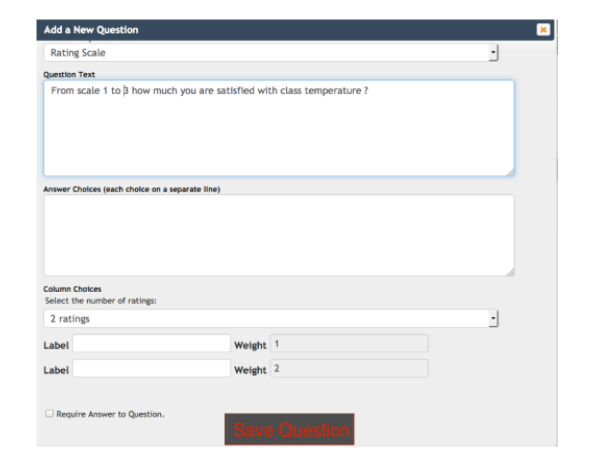 Add a New Question
Rating Scale
Question Text
From scale 1 to 3 how much you are satisfied with class temperature ?
Answer Choices (each choice on a separate line)
Column Choices
Select the number of ratings:
2 ratings
Label Weight 1
Label Weight 2
Require Answer to Question.
Save Question